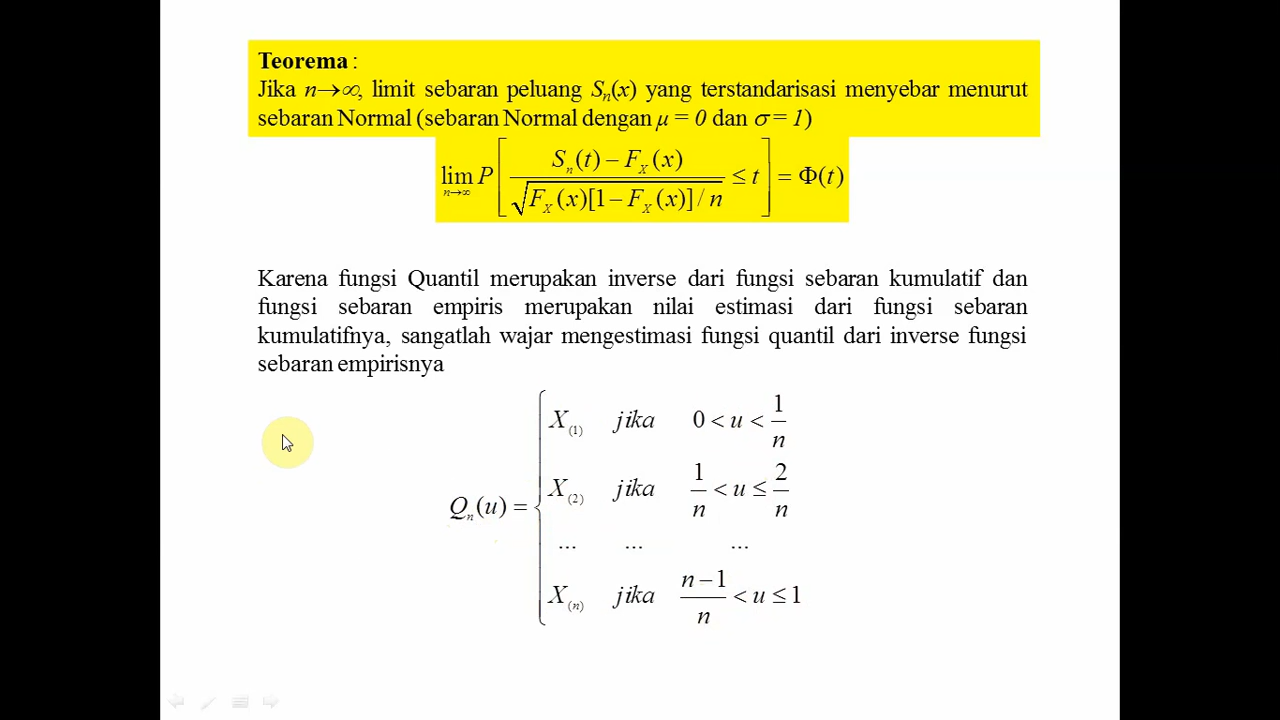 Teorema :
Jika n→∞, limit sebaran peluang Sn(x) yang terstandarisasi menyebar menurut
sebaran Normal (sebaran Normal dengan μ = 0 dan σ = 1)
lim n→∞ P[ (Sn(t) − FX(x)) / √(FX(x)[1 − FX(x)] / n) ≤ t ] = Φ(t)
Karena fungsi Quantil merupakan inverse dari fungsi sebaran kumulatif dan
fungsi sebaran empiris merupakan nilai estimasi dari fungsi sebaran
kumulatifnya, sangatlah wajar mengestimasi fungsi quantil dari inverse fungsi
sebaran empirisnya
X(1) jika 0 < u < 1/n
X(2) jika 1/n < u ≤ 2/n
Qn(u) =
... ... ...
X(n) jika (n−1)/n < u ≤ 1